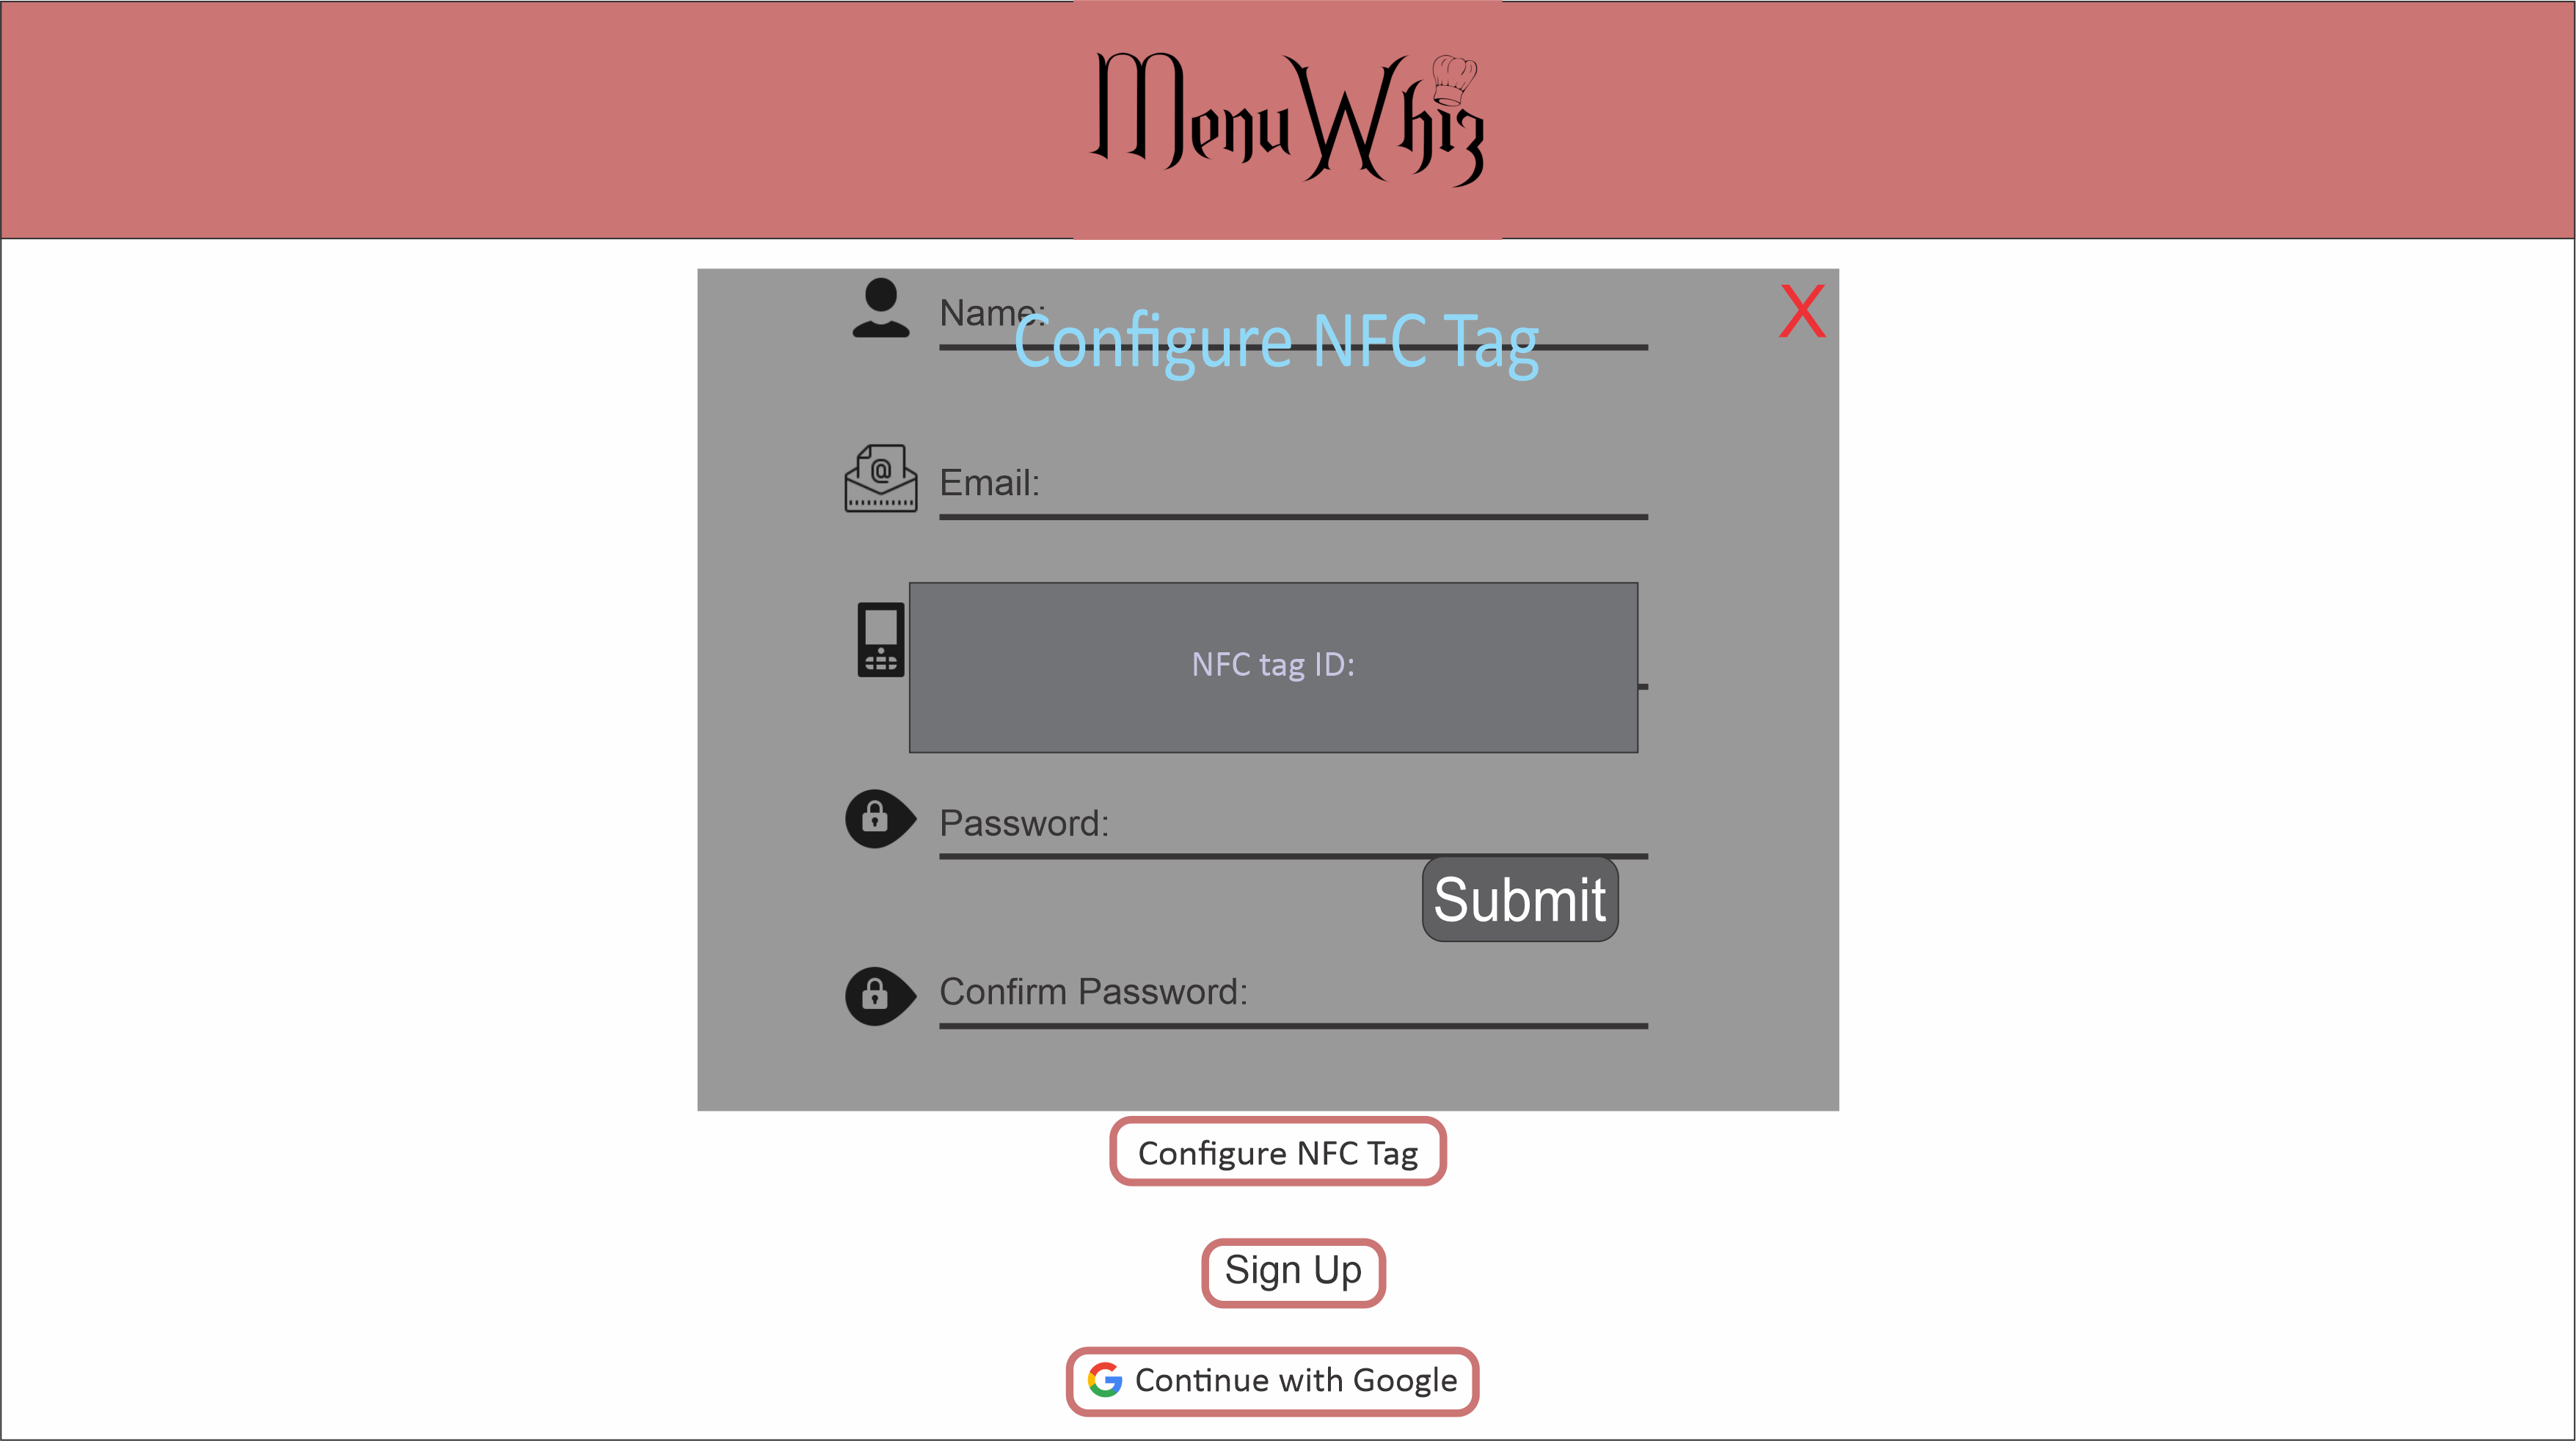 MenuWhiz
Name:
Configure NFC Tag
X
@
Email:
NFC tag ID:
Password:
Submit
Confirm Password:
Configure NFC Tag
Sign Up
G Continue with Google